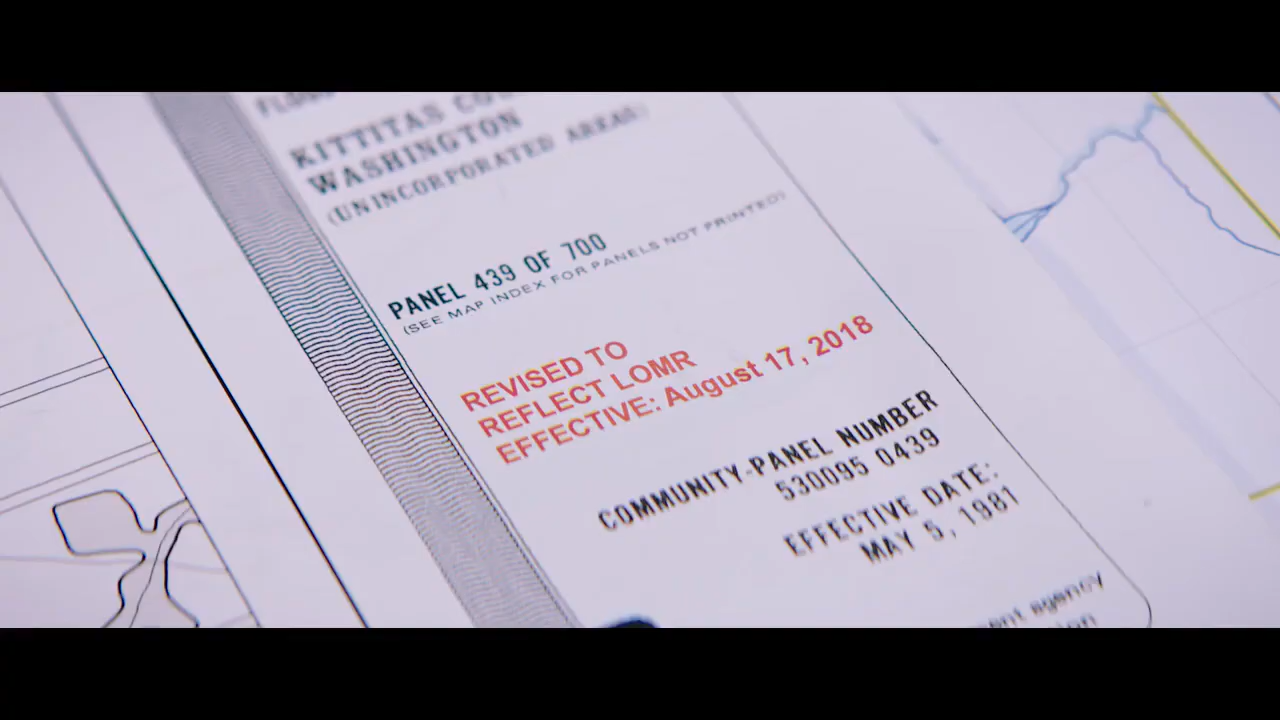 KITTITAS
WASHINGTON
(UNINCORPORATED AREAS)
PANEL 439 OF 700
(SEE MAP INDEX FOR PANELS NOT PRINTED)
REVISED TO
REFLECT LOMR
EFFECTIVE: August 17, 2018
COMMUNITY-PANEL NUMBER
530095 0439
EFFECTIVE DATE:
MAY 5, 1981
agency